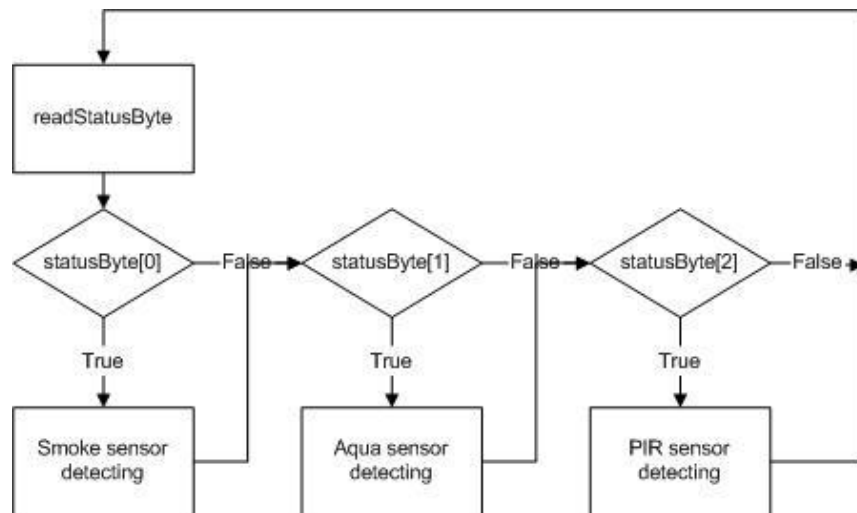 readStatusByte
statusByte[0]
False
statusByte[1]
False
statusByte[2]
False
True
True
True
Smoke sensor
detecting
Aqua sensor
detecting
PIR sensor
detecting